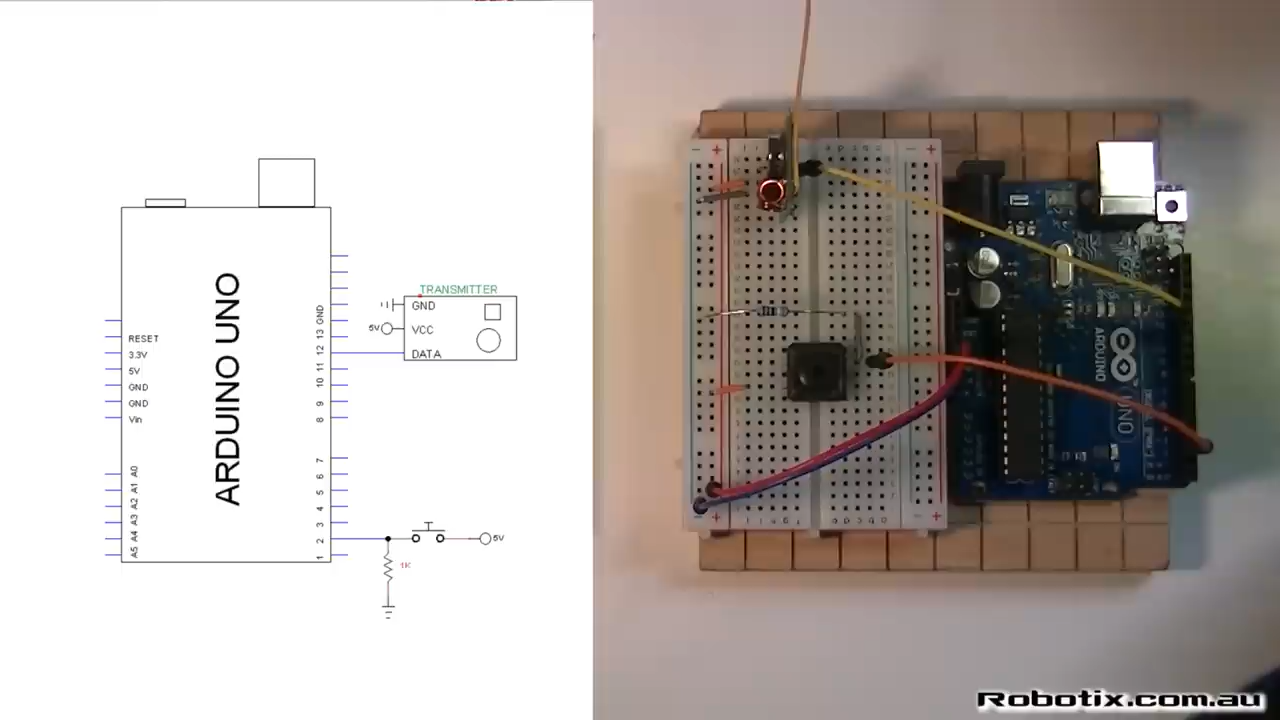 TRANSMITTER
GND
5V VCC
DATA
ARDUINO UNO
RESET
3.3V
5V
GND
GND
Vin
A0
A1
A2
A3
A4
A5
GND
13
12
11
10
9
8
7
6
5
4
3
2
1
5V
1K
ARDUINO
UNO
Robotix.com.au